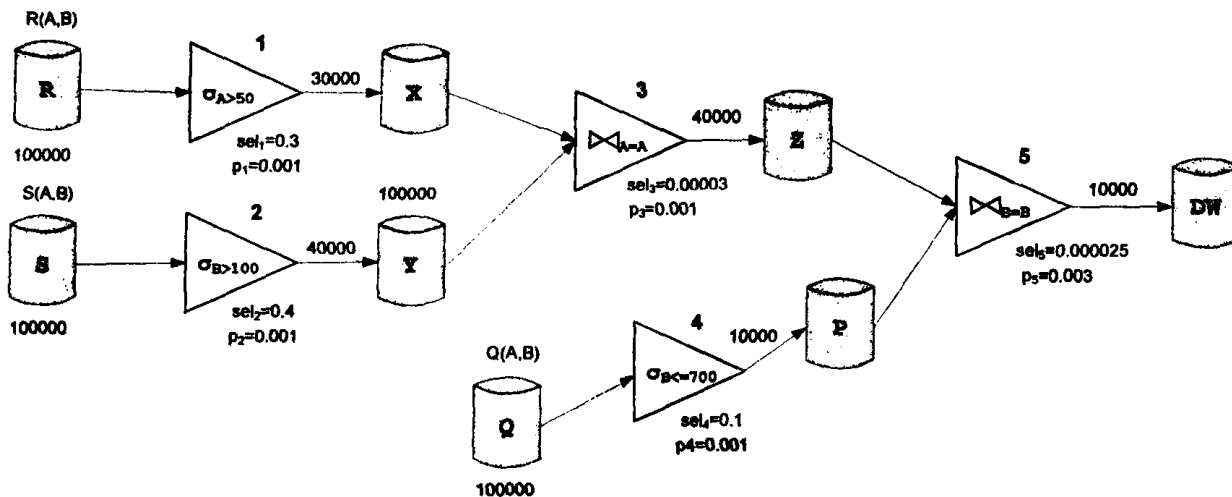 R(A,B)
R
100000
1
σA>50
sel1=0.3
p1=0.001
30000
X
S(A,B)
S
100000
2
σB>100
sel2=0.4
p2=0.001
40000
100000
Y
3
⋈A=A
sel3=0.00003
p3=0.001
40000
Z
Q(A,B)
Q
100000
4
σB<=700
sel4=0.1
p4=0.001
10000
P
5
⋈B=B
sel5=0.000025
p5=0.003
10000
DW